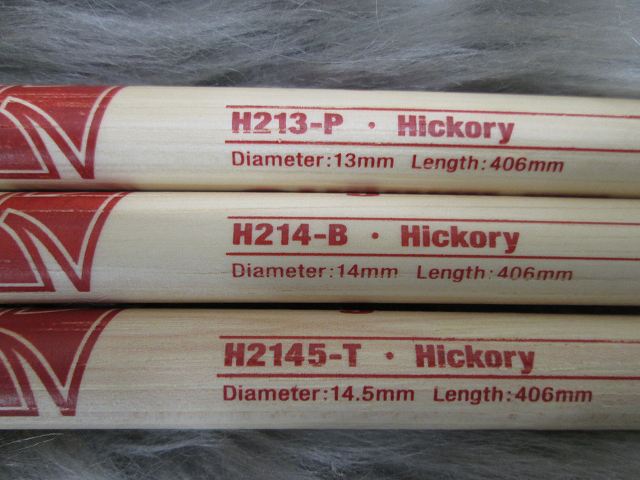 H213-P · Hickory
Diameter:13mm Length:406mm
H214-B · Hickory
Diameter:14mm Length:406mm
H2145-T · Hickory
Diameter:14.5mm Length:406mm